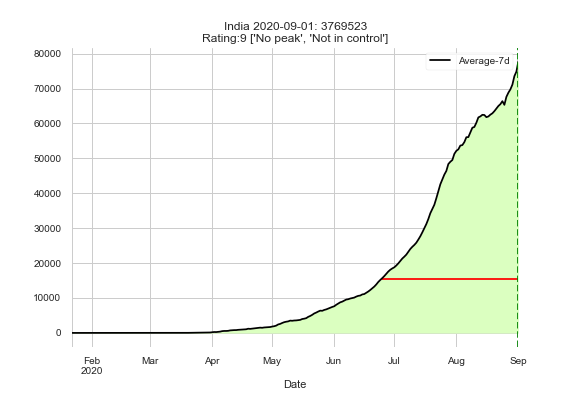 India 2020-09-01: 3769523
Rating:9 ['No peak', 'Not in control']
Average-7d
80000
70000
60000
50000
40000
30000
20000
10000
0
Feb Mar Apr May Jun Jul Aug Sep
2020
Date